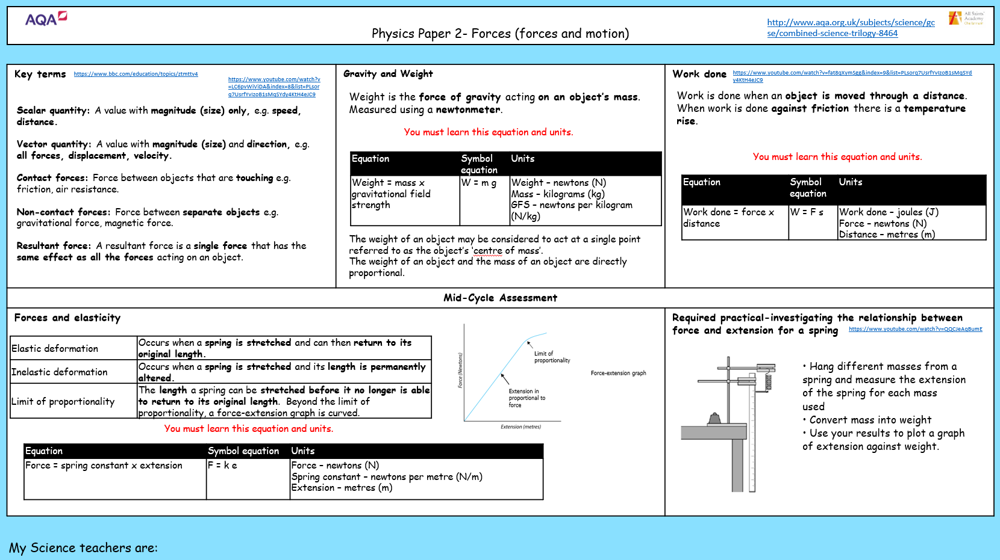 AQA
Physics Paper 2- Forces (forces and motion)
http://www.aqa.org.uk/subjects/science/gc
se/combined-science-trilogy-8464
All Saints'
Academy
Key terms
https://www.bbc.com/education/topics/ztmttv4
https://www.youtube.com/watch?v
=LC6pvWiViDA&index=8&list=PLsor
q7UsrfYvIzoB1sMqSYdy4KtH4eJC9
Scalar quantity: A value with magnitude (size) only, e.g. speed,
distance.
Vector quantity: A value with magnitude (size) and direction, e.g.
all forces, displacement, velocity.
Contact forces: Force between objects that are touching e.g.
friction, air resistance.
Non-contact forces: Force between separate objects e.g.
gravitational force, magnetic force.
Resultant force: A resultant force is a single force that has the
same effect as all the forces acting on an object.
Gravity and Weight
Weight is the force of gravity acting on an object's mass.
Measured using a newtonmeter.
You must learn this equation and units.
Equation
Symbol
equation
Units
Weight = mass x
gravitational field
strength
W = m g
Weight – newtons (N)
Mass – kilograms (kg)
GFS – newtons per kilogram
(N/kg)
The weight of an object may be considered to act at a single point
referred to as the object's 'centre of mass'.
The weight of an object and the mass of an object are directly
proportional.
Work done
https://www.youtube.com/watch?v=fat8qXymSgg&index=9&list=PLsorq7UsrfYvIzoB1sMqSYd
y4KtH4eJC9
Work is done when an object is moved through a distance.
When work is done against friction there is a temperature
rise.
You must learn this equation and units.
Equation
Symbol
equation
Units
Work done = force x
distance
W = F s
Work done – joules (J)
Force – newtons (N)
Distance – metres (m)
Mid-Cycle Assessment
Forces and elasticity
Elastic deformation
Occurs when a spring is stretched and can then return to its
original length.
Inelastic deformation
Occurs when a spring is stretched and its length is permanently
altered.
Limit of proportionality
The length a spring can be stretched before it no longer is able
to return to its original length. Beyond the limit of
proportionality, a force-extension graph is curved.
You must learn this equation and units.
Equation
Symbol equation
Units
Force = spring constant x extension
F = k e
Force – newtons (N)
Spring constant – newtons per metre (N/m)
Extension – metres (m)
Force (Newtons)
Limit of
proportionality
Extension in
proportional to
force
Extension (metres)
Force-extension graph
Required practical-investigating the relationship between
force and extension for a spring
https://www.youtube.com/watch?v=QQCJeAqBumE
• Hang different masses from a
spring and measure the extension
of the spring for each mass
used
• Convert mass into weight
• Use your results to plot a graph
of extension against weight.
My Science teachers are: